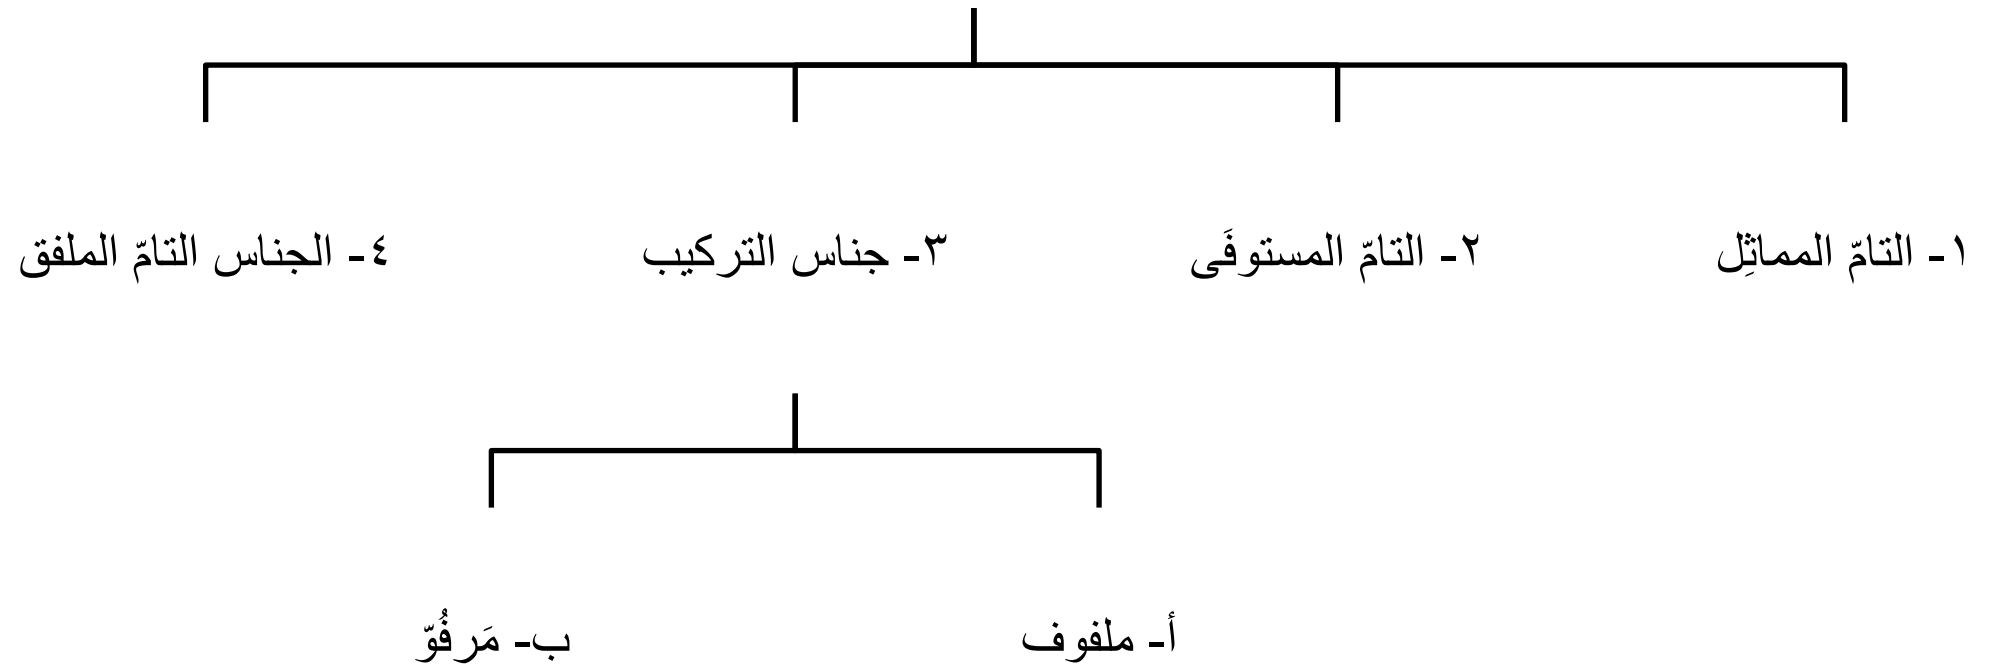 ١- التامّ المماثِل
٢- التامّ المستوفَى
٣- جناس التركيب
٤- الجناس التامّ الملفق
أ- ملفوف
ب- مَرفُوّ